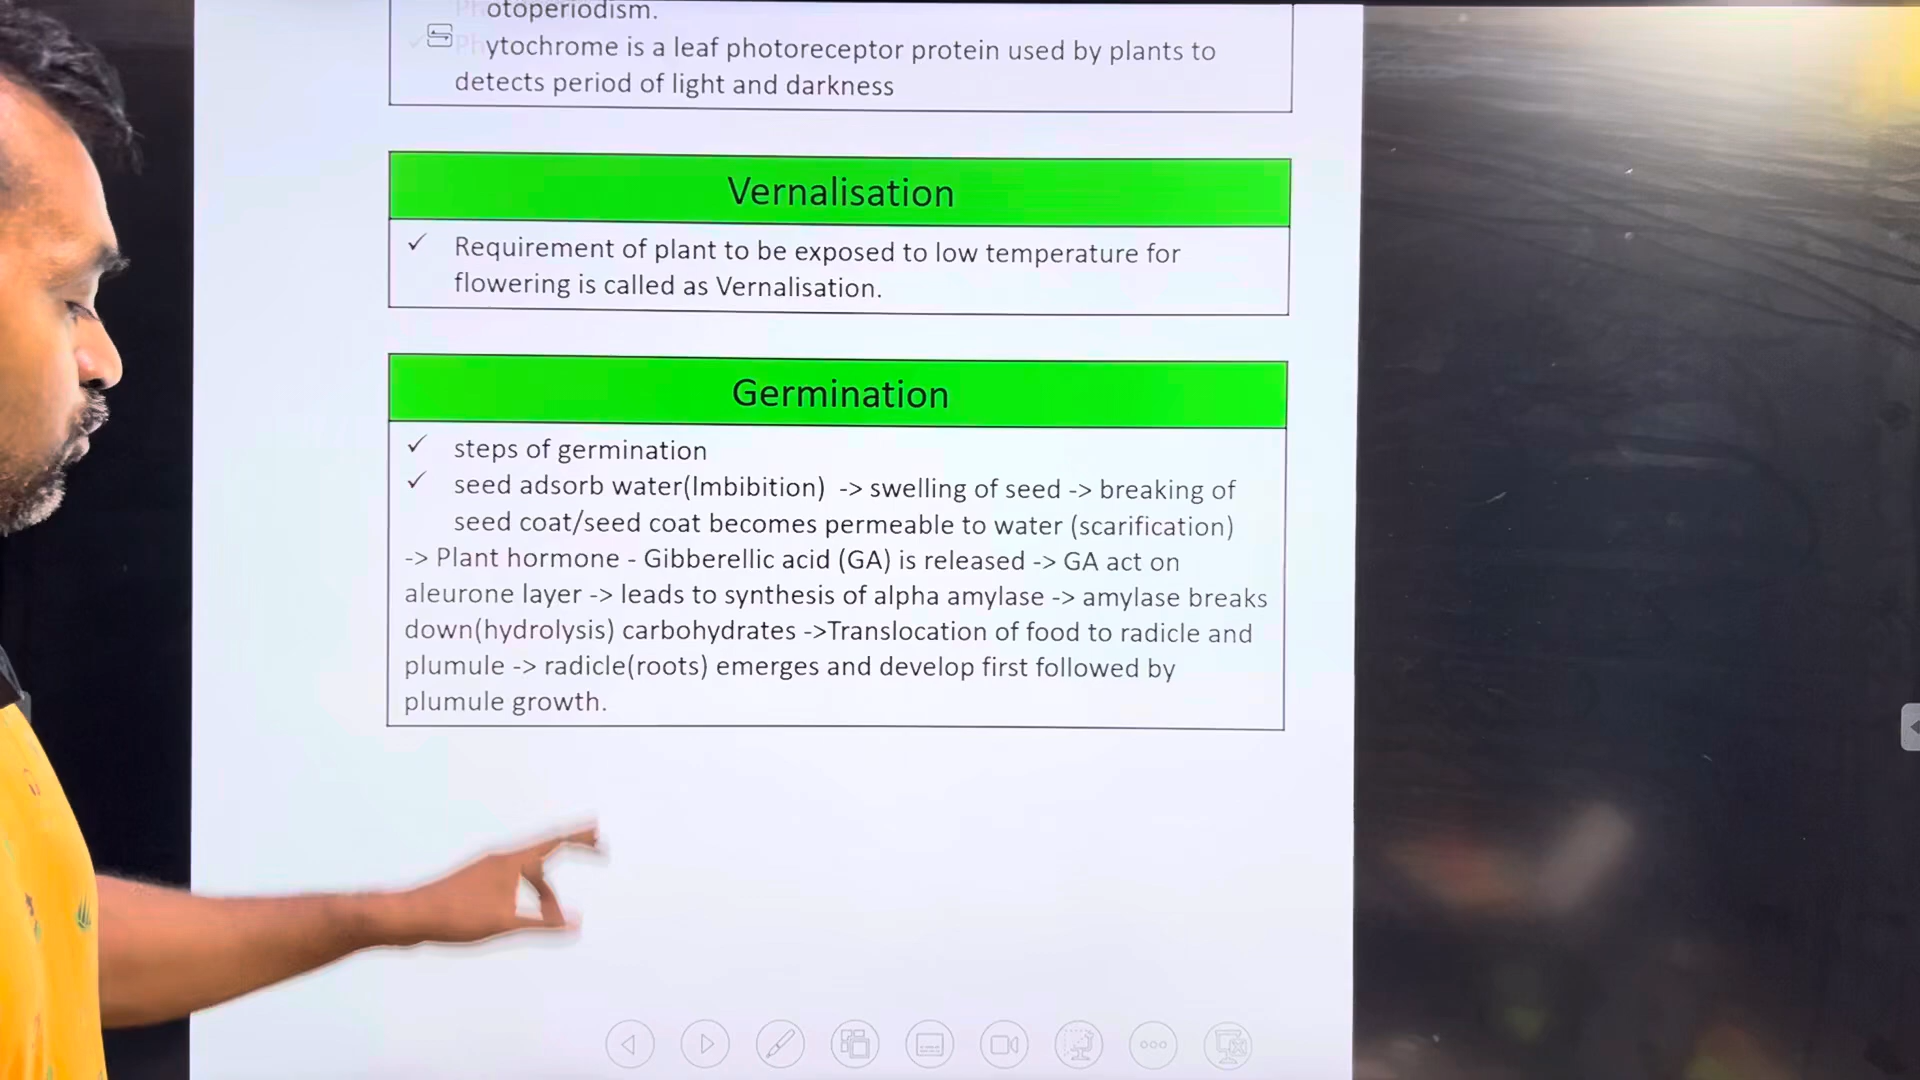 otoperiodism.
ytochrome is a leaf photoreceptor protein used by plants to
detects period of light and darkness
Vernalisation
✓ Requirement of plant to be exposed to low temperature for
flowering is called as Vernalisation.
Germination
✓ steps of germination
✓ seed adsorb water(Imbibition) -> swelling of seed -> breaking of
seed coat/seed coat becomes permeable to water (scarification)
-> Plant hormone - Gibberellic acid (GA) is released -> GA act on
aleurone layer -> leads to synthesis of alpha amylase -> amylase breaks
down(hydrolysis) carbohydrates ->Translocation of food to radicle and
plumule -> radicle(roots) emerges and develop first followed by
plumule growth.